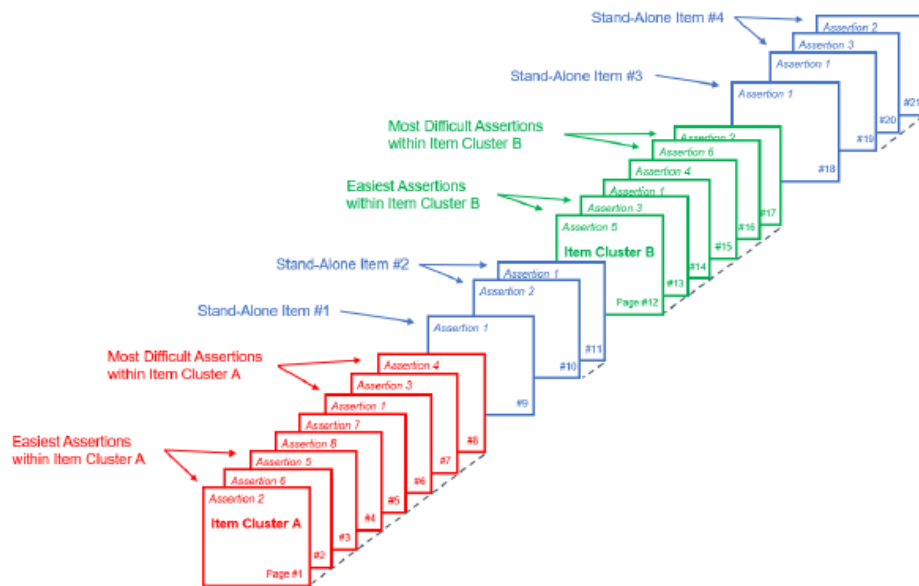 Stand-Alone Item #4
Assertion 2
Assertion 3
Assertion 1
Stand-Alone Item #3
Assertion 1
#21
#20
#19
#18
Most Difficult Assertions
within Item Cluster B
Assertion 2
Assertion 6
Assertion 4
Easiest Assertions
within Item Cluster B
Assertion 1
Assertion 3
Assertion 5
Item Cluster B
Page #12
#17
#16
#15
#14
#13
Stand-Alone Item #2
Assertion 1
Assertion 2
Stand-Alone Item #1
Assertion 1
#11
#10
#9
Most Difficult Assertions
within Item Cluster A
Assertion 4
Assertion 3
Assertion 1
Assertion 7
Easiest Assertions
within Item Cluster A
Assertion 8
Assertion 5
Assertion 6
Assertion 2
Item Cluster A
Page #1
#8
#7
#6
#5
#4
#3
#2